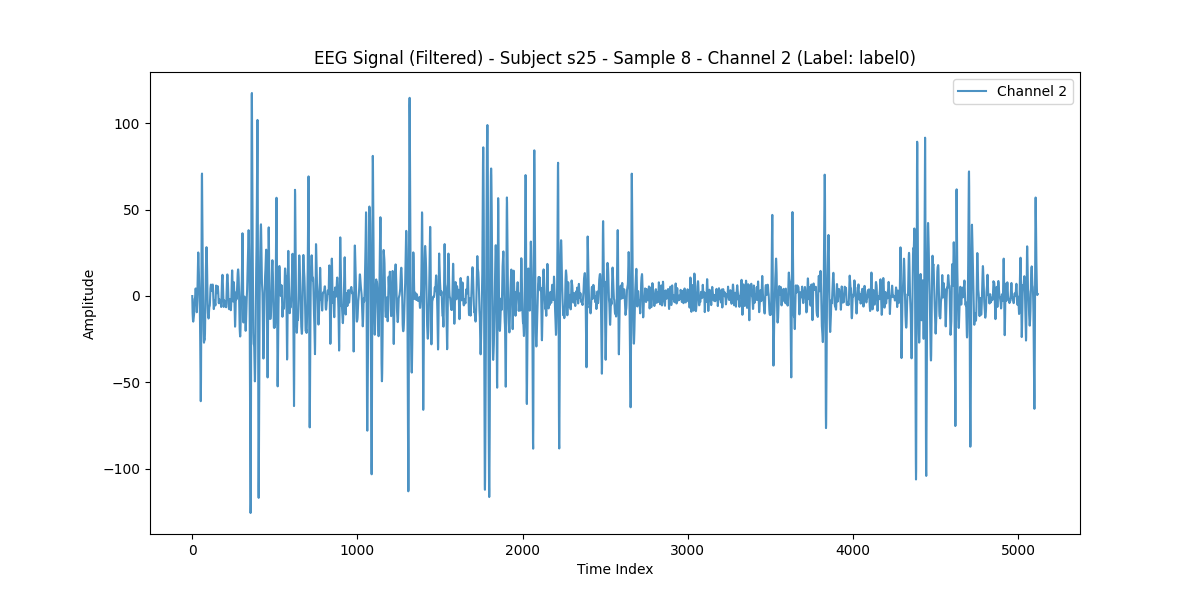 EEG Signal (Filtered) - Subject s25 - Sample 8 - Channel 2 (Label: label0)
Channel 2
100
50
0
−50
−100
Amplitude
0 1000 2000 3000 4000 5000
Time Index